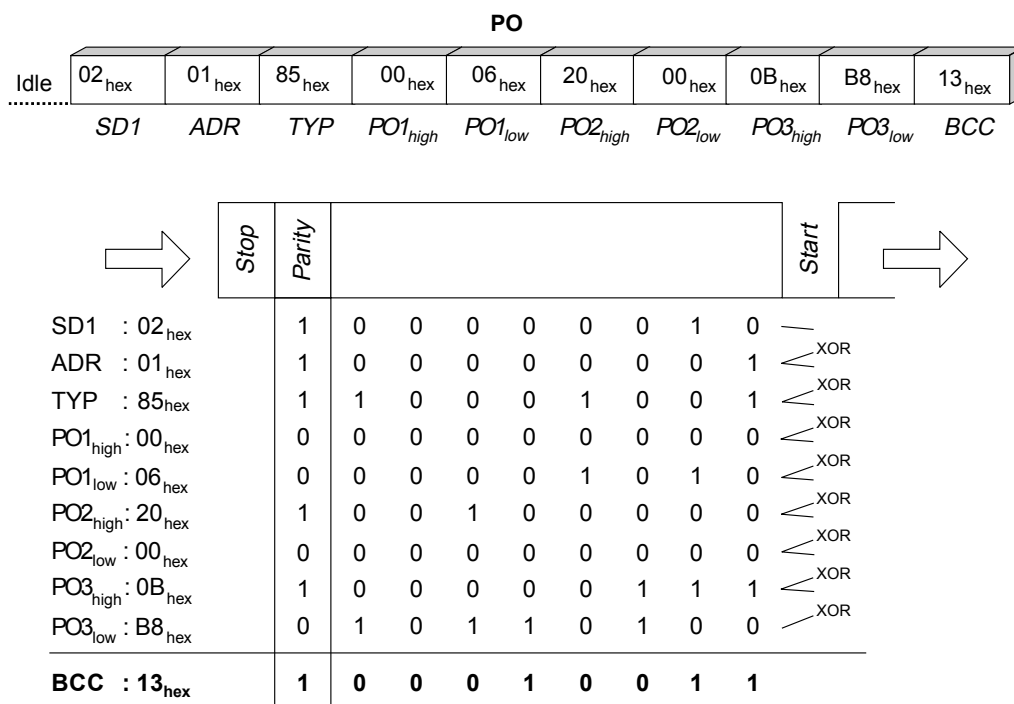 PO
Idle 02hex 01hex 85hex 00hex 06hex 20hex 00hex 0Bhex B8hex 13hex
SD1 ADR TYP PO1high PO1low PO2high PO2low PO3high PO3low BCC
Stop Parity Start
SD1 : 02hex 1 0 0 0 0 0 0 1 0
XOR
ADR : 01hex 1 0 0 0 0 0 0 0 1
XOR
TYP : 85hex 1 1 0 0 0 1 0 0 1
XOR
PO1high : 00hex 0 0 0 0 0 0 0 0 0
XOR
PO1low : 06hex 0 0 0 0 0 1 0 1 0
XOR
PO2high : 20hex 1 0 0 1 0 0 0 0 0
XOR
PO2low : 00hex 0 0 0 0 0 0 0 0 0
XOR
PO3high : 0Bhex 1 0 0 0 0 0 1 1 1
XOR
PO3low : B8hex 0 1 0 1 1 0 1 0 0
BCC : 13hex 1 0 0 0 1 0 0 1 1